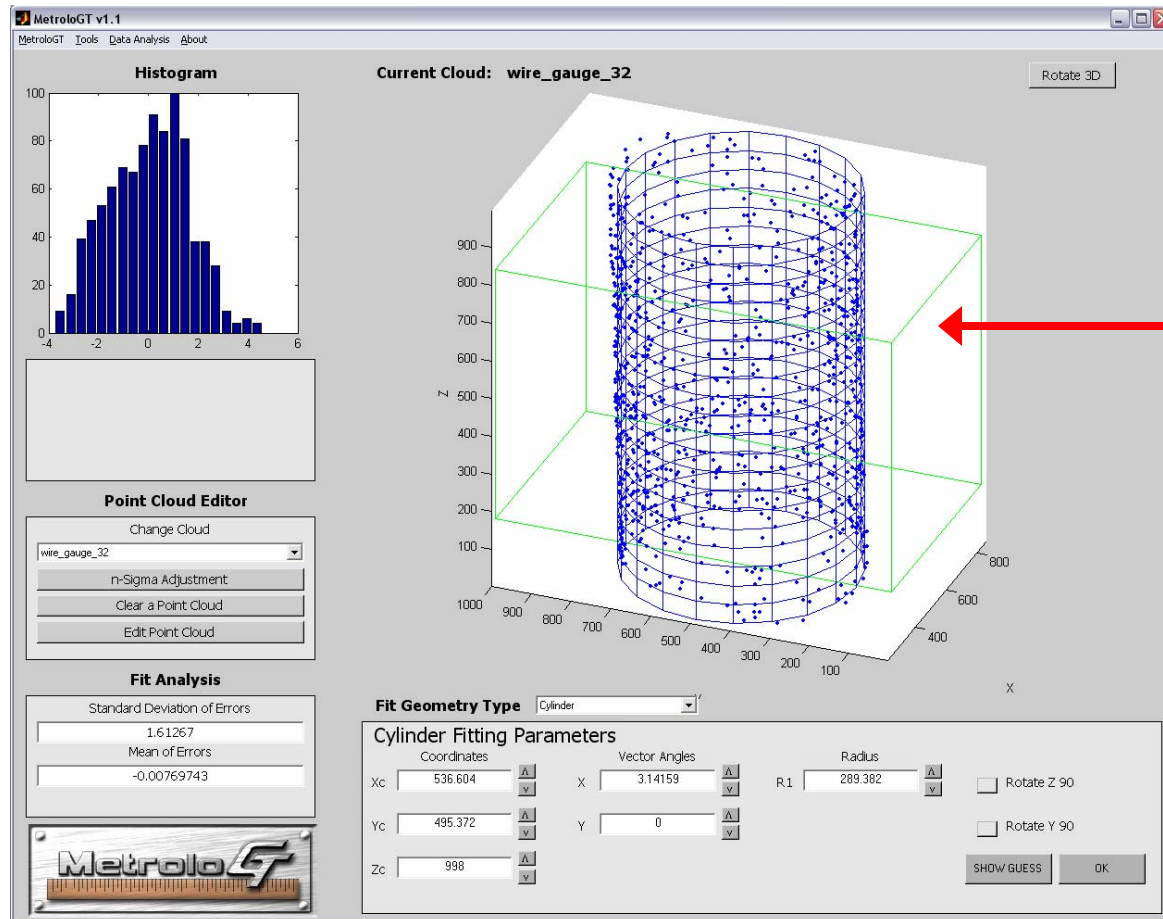 MetroloGT v1.1
MetroloGT Tools Data Analysis About
Histogram
100
80
60
40
20
0
-4 -2 0 2 4 6
Current Cloud: wire_gauge_32
Rotate 3D
900
800
700
600
500
400
300
200
100
Z
1000 900 800 700 600 500 400 300 200 100
800
600
400
X
Point Cloud Editor
Change Cloud
wire_gauge_32
n-Sigma Adjustment
Clear a Point Cloud
Edit Point Cloud
Fit Analysis
Standard Deviation of Errors
1.61267
Mean of Errors
-0.00769743
MetroloGT
Fit Geometry Type Cylinder
Cylinder Fitting Parameters
Coordinates Vector Angles Radius
Xc 536.604 X 3.14159 R1 289.382 Rotate Z 90
Yc 495.372 Y 0 Rotate Y 90
Zc 998 SHOW GUESS OK